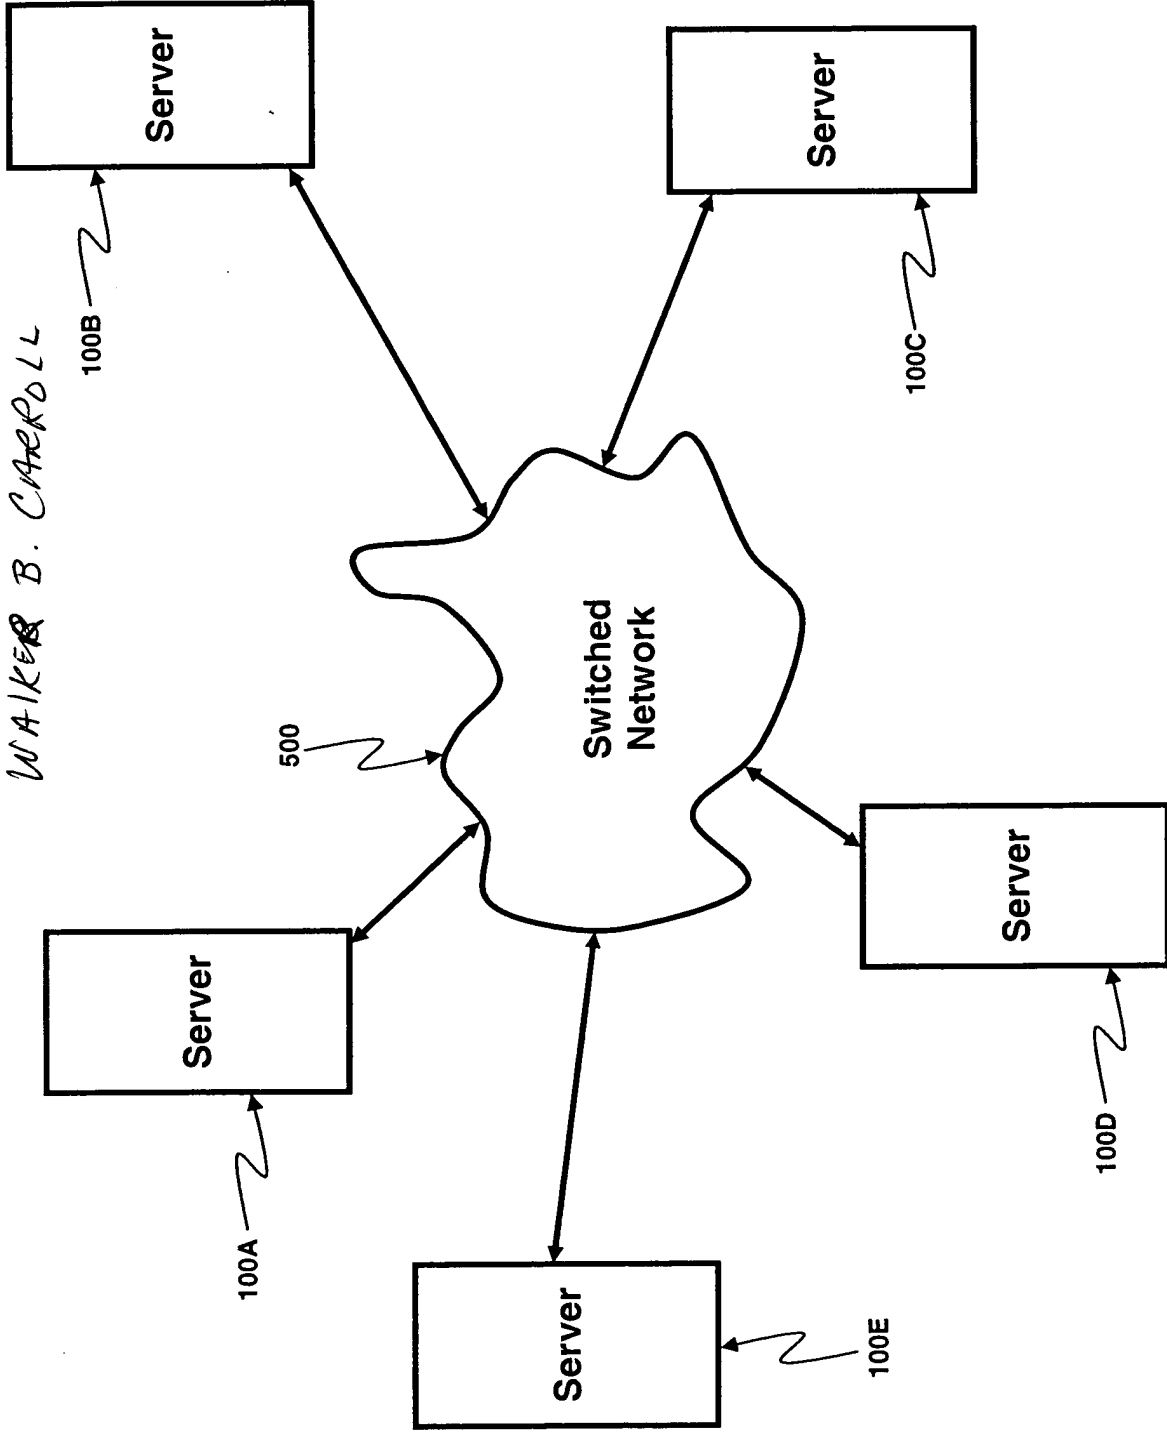 WALKER B. CARROLL
100B
Server
100A
Server
500
Switched
Network
100C
Server
100E
Server
100D
Server